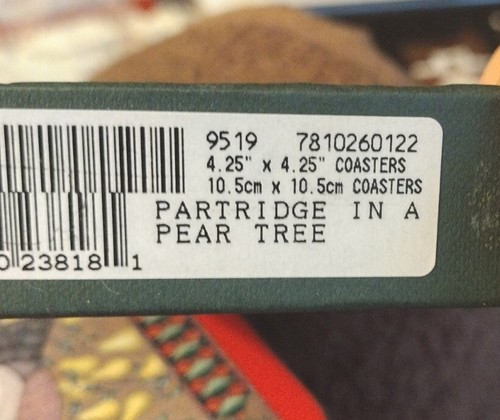 9519 7810260122
4.25" x 4.25" COASTERS
10.5cm x 10.5cm COASTERS
PARTRIDGE IN A
PEAR TREE
0 23818 1